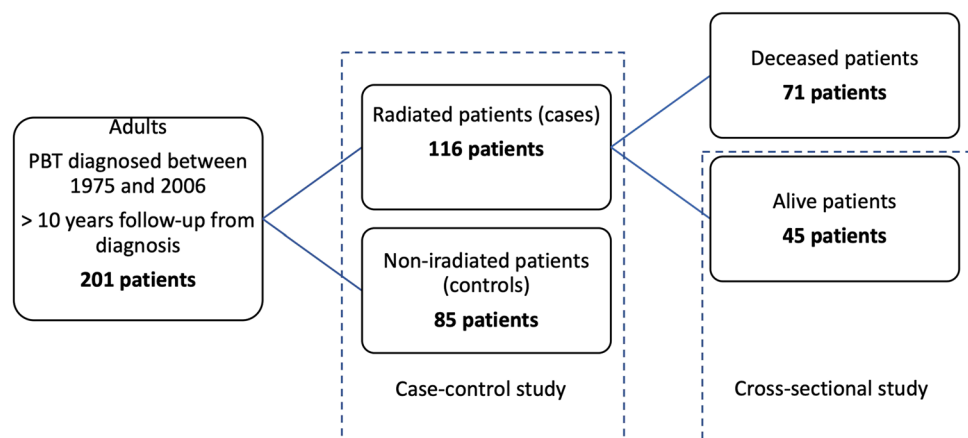 Adults
PBT diagnosed between
1975 and 2006
> 10 years follow-up from
diagnosis
201 patients
Radiated patients (cases)
116 patients
Non-iradiated patients
(controls)
85 patients
Case-control study
Deceased patients
71 patients
Alive patients
45 patients
Cross-sectional study